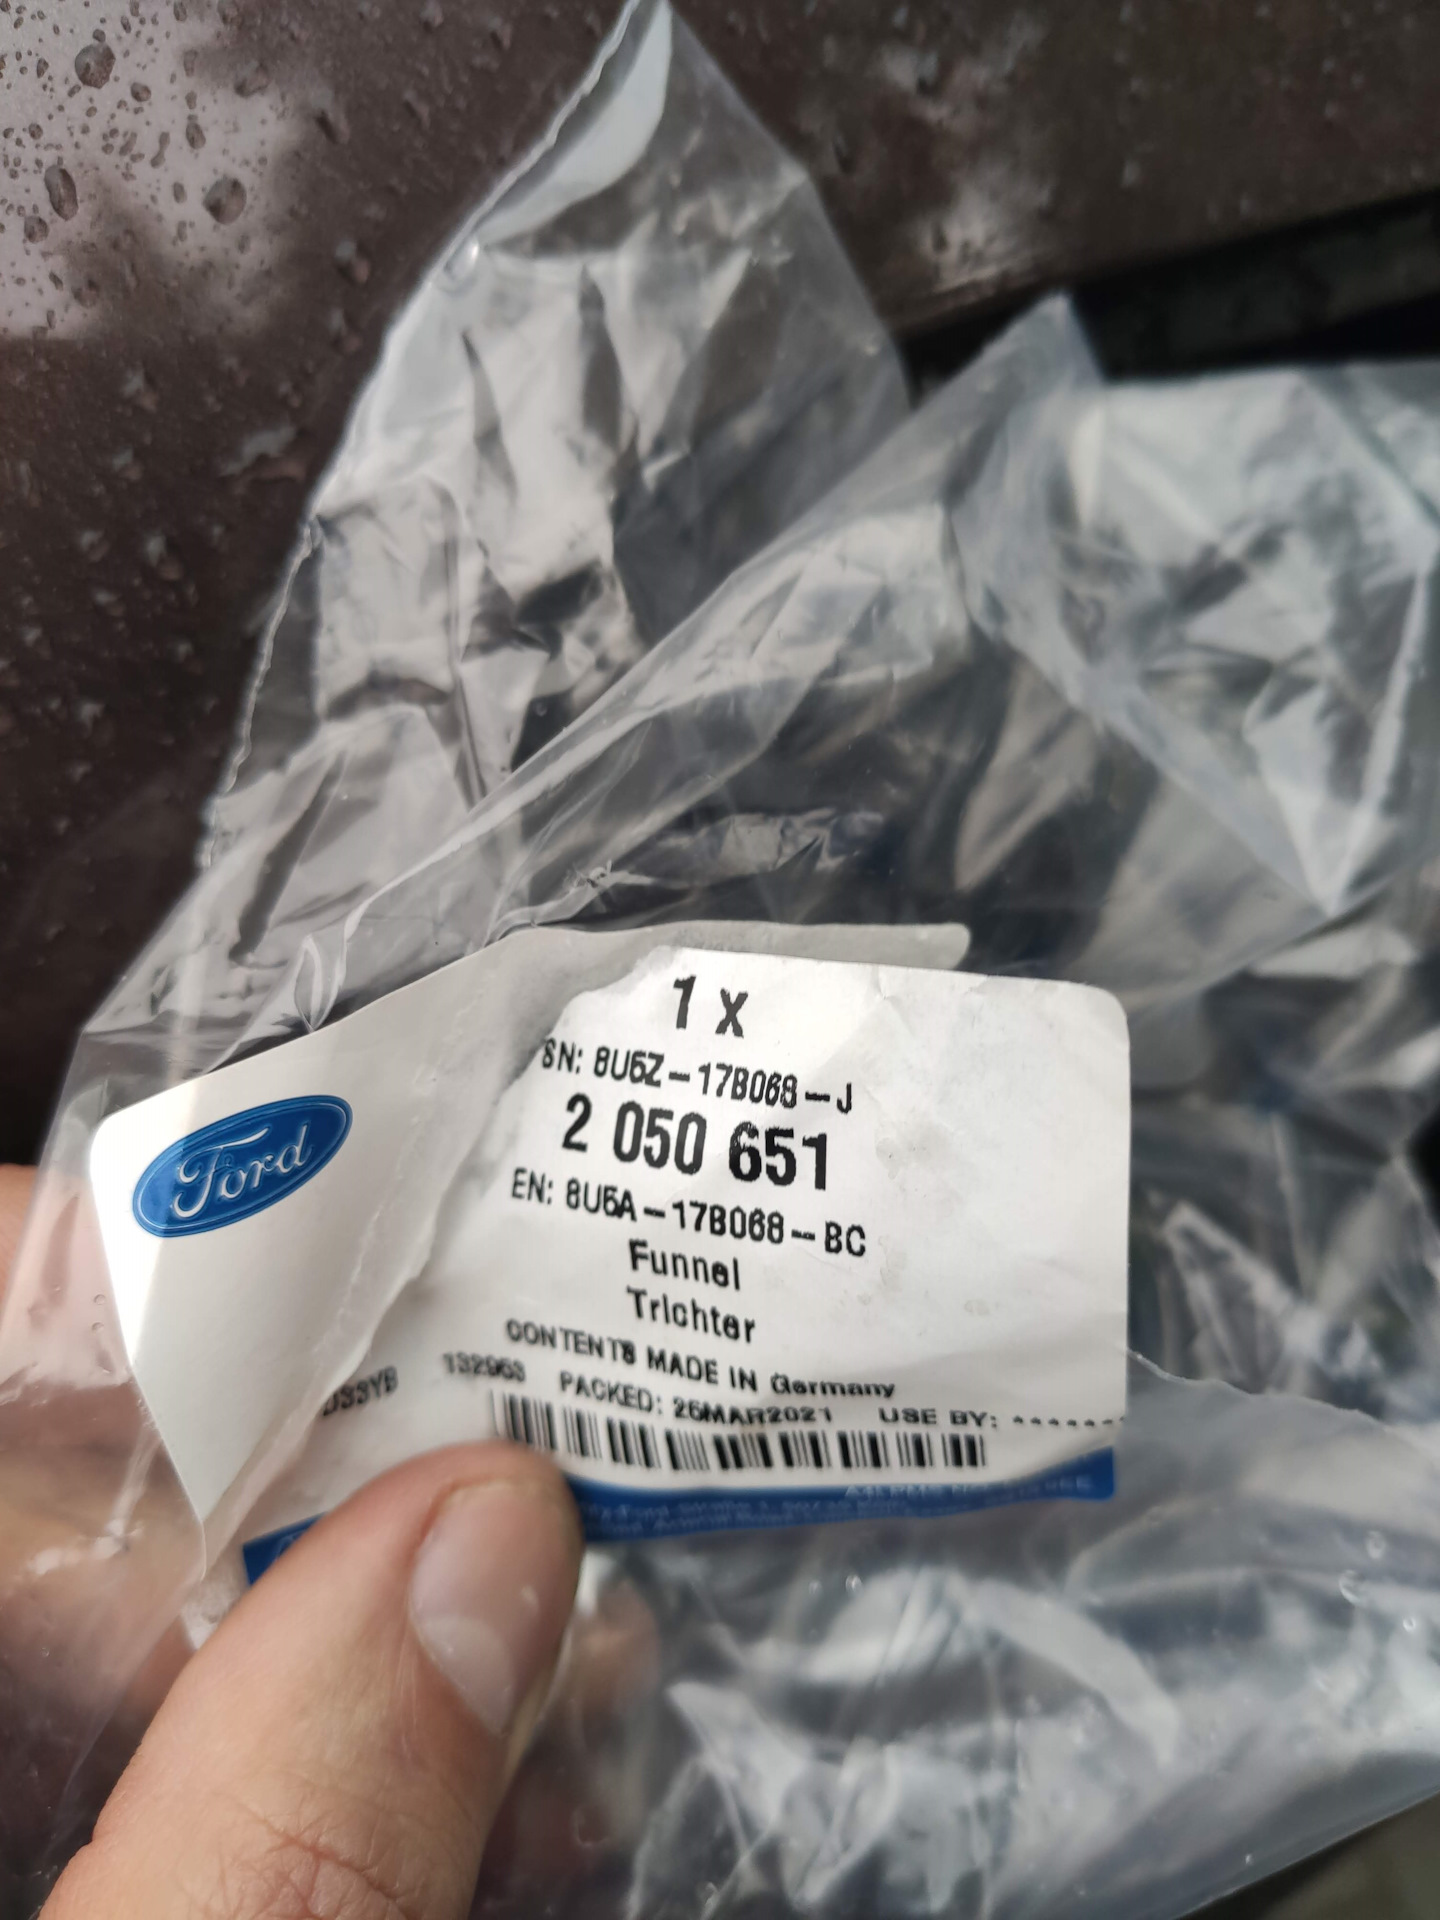 Ford
1 x
SN: 8U5Z-17B068-J
2 050 651
EN: 8U5A-17B068-BC
Funnel
Trichter
CONTENTS MADE IN Germany
132963 PACKED: 26MAR2021 USE BY: *******